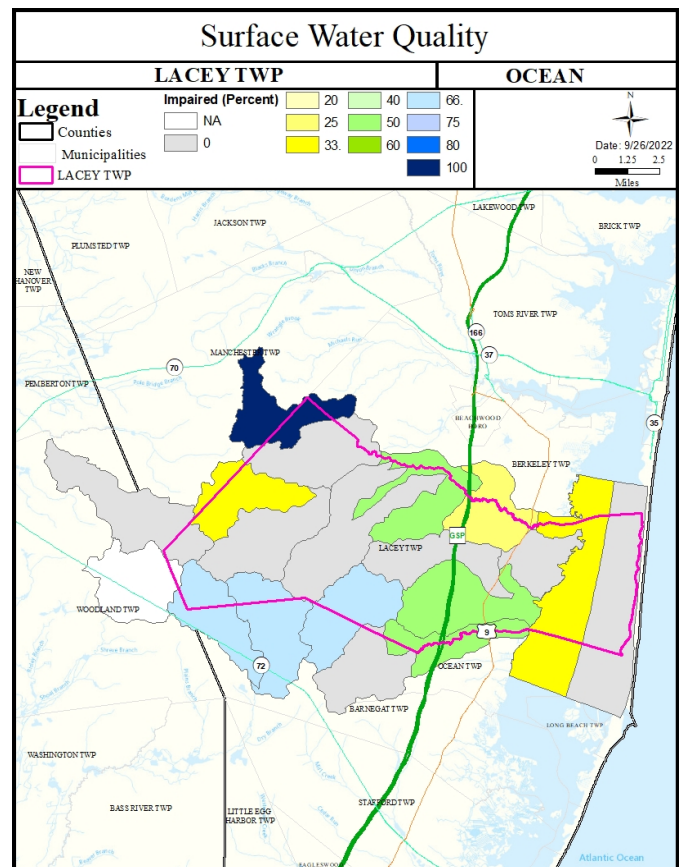 Surface Water Quality
LACEY TWP
OCEAN
Legend
Counties
Municipalities
LACEY TWP
Impaired (Percent)
NA
0
20
25
33.
40
50
60
66.
75
80
100
N
Date: 9/26/2022
0 1.25 2.5
Miles
LAKEWOOD TWP
JACKSON TWP
BRICK TWP
PLUMSTED TWP
NEW
HANOVER
TWP
TOMS RIVER TWP
166
37
MANCHESTER TWP
70
PEMBERTON TWP
35
BEACHWOOD
BORO
BERKELEY TWP
GSP
LACEY TWP
WOODLAND TWP
9
72
OCEAN TWP
BARNEGAT TWP
LONG BEACH TWP
WASHINGTON TWP
STAFFORD TWP
BASS RIVER TWP
LITTLE EGG
HARBOR TWP
Atlantic Ocean